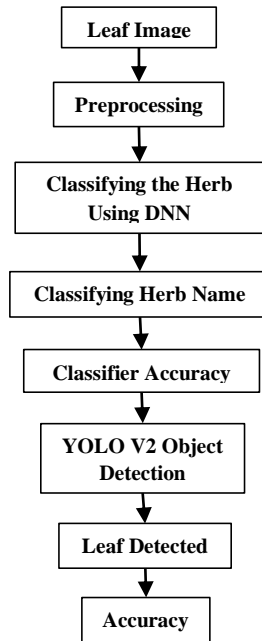 Leaf Image
Preprocessing
Classifying the Herb
Using DNN
Classifying Herb Name
Classifier Accuracy
YOLO V2 Object
Detection
Leaf Detected
Accuracy